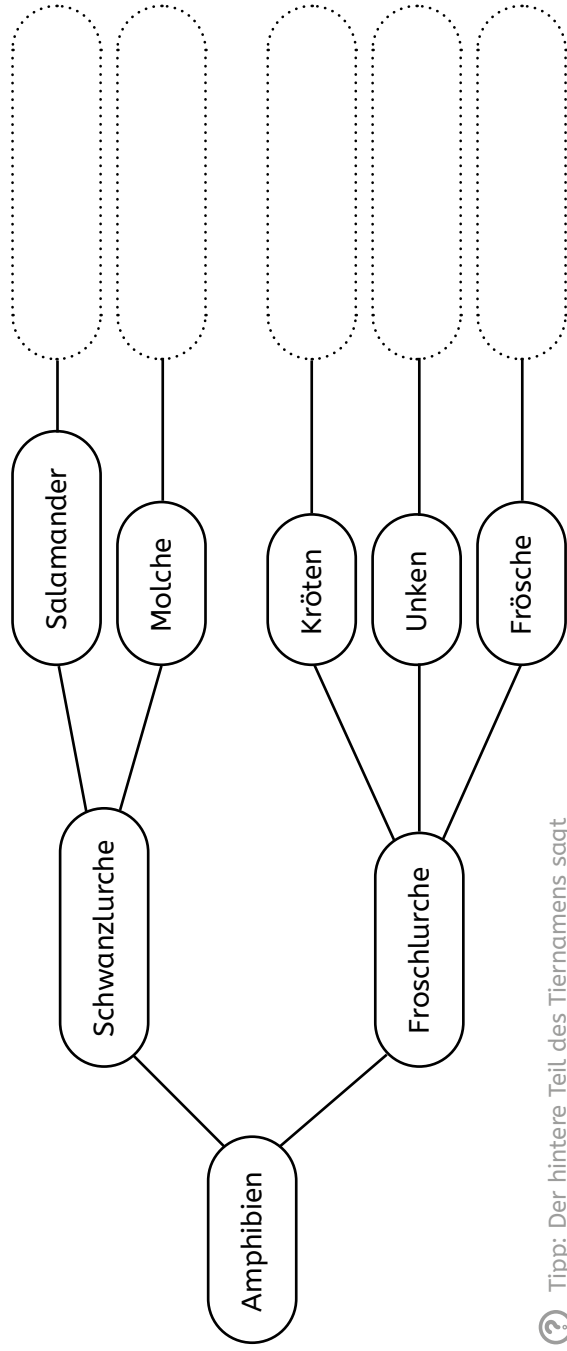 Amphibien
Schwanzlurche
Froschlurche
Salamander
Molche
Kröten
Unken
Frösche
? Tipp: Der hintere Teil des Tiernamens sagt